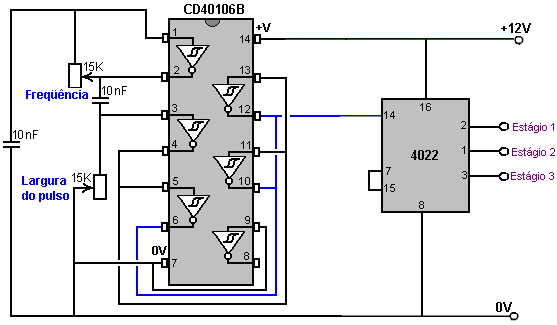 CD40106B
+V
+12V
1
14
15K
2
13
Freqüência
10nF
3
12
14
16
2
Estágio 1
10nF
4
11
4022
1
Estágio 2
Largura
do pulso
15K
5
10
7
15
3
Estágio 3
8
6
9
0V
7
8
0V